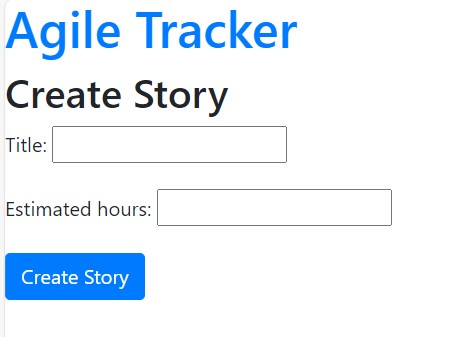 Agile Tracker
Create Story
Title:
Estimated hours:
Create Story